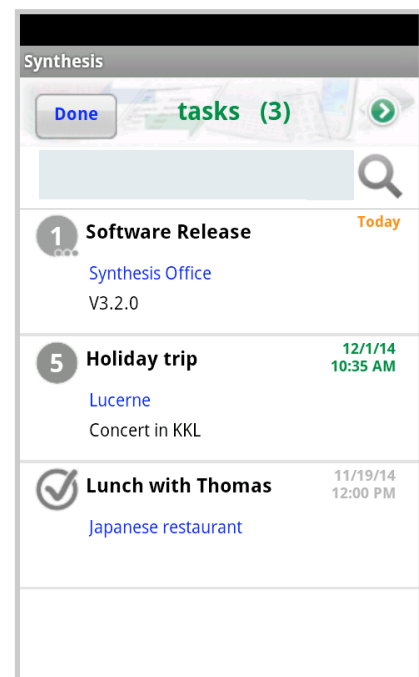 Synthesis
Done
tasks (3)
1
Software Release
Today
Synthesis Office
V3.2.0
5
Holiday trip
12/1/14
10:35 AM
Lucerne
Concert in KKL
Lunch with Thomas
11/19/14
12:00 PM
Japanese restaurant